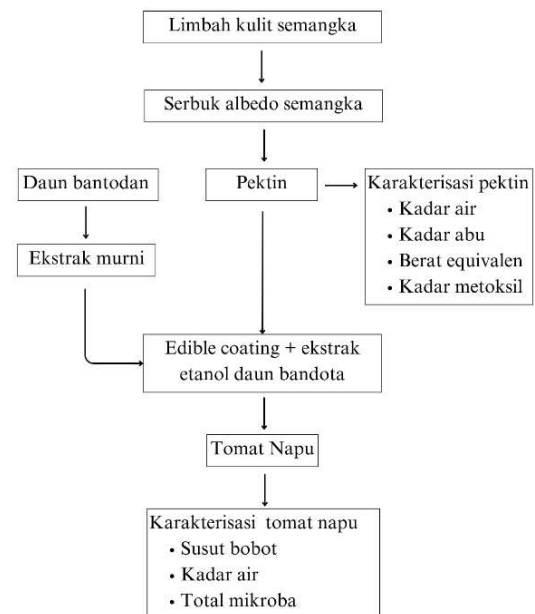 Limbah kulit semangka
Serbuk albedo semangka
Daun bantodan
Pektin
Karakterisasi pektin
• Kadar air
• Kadar abu
• Berat equivalen
• Kadar metoksil
Ekstrak murni
Edible coating + ekstrak
etanol daun bandota
Tomat Napu
Karakterisasi tomat napu
• Susut bobot
• Kadar air
• Total mikroba